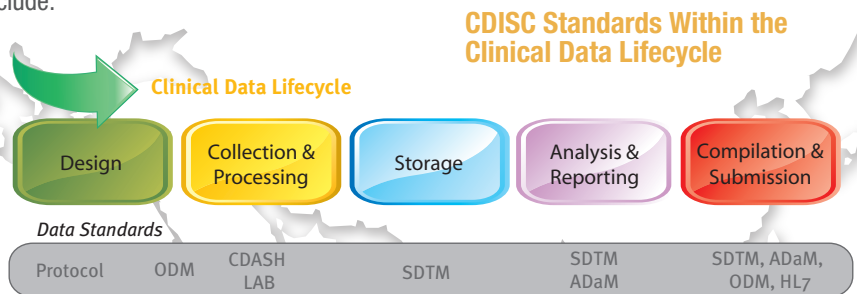 clude:
CDISC Standards Within the
Clinical Data Lifecycle
Clinical Data Lifecycle
Design
Collection &
Processing
Storage
Analysis &
Reporting
Compilation &
Submission
Data Standards
Protocol
ODM
CDASH
LAB
SDTM
SDTM
ADaM
SDTM, ADaM,
ODM, HL7